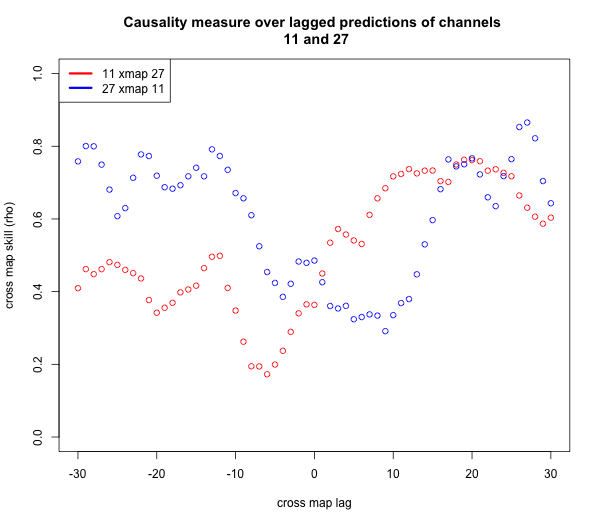 Causality measure over lagged predictions of channels
11 and 27
11 xmap 27
27 xmap 11
cross map skill (rho)
1.0
0.8
0.6
0.4
0.2
0.0
-30 -20 -10 0 10 20 30
cross map lag